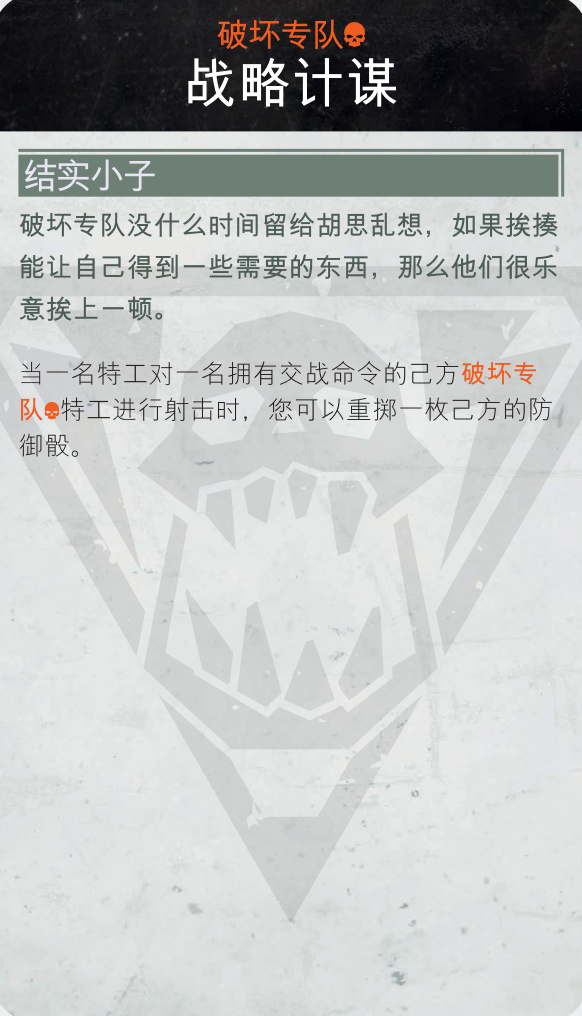 破坏专队
战略计谋
结实小子
破坏专队没什么时间留给胡思乱想，如果挨揍
能让自己得到一些需要的东西，那么他们很乐
意挨上一顿。
当一名特工对一名拥有交战命令的己方破坏专
队特工进行射击时，您可以重掷一枚己方的防
御骰。